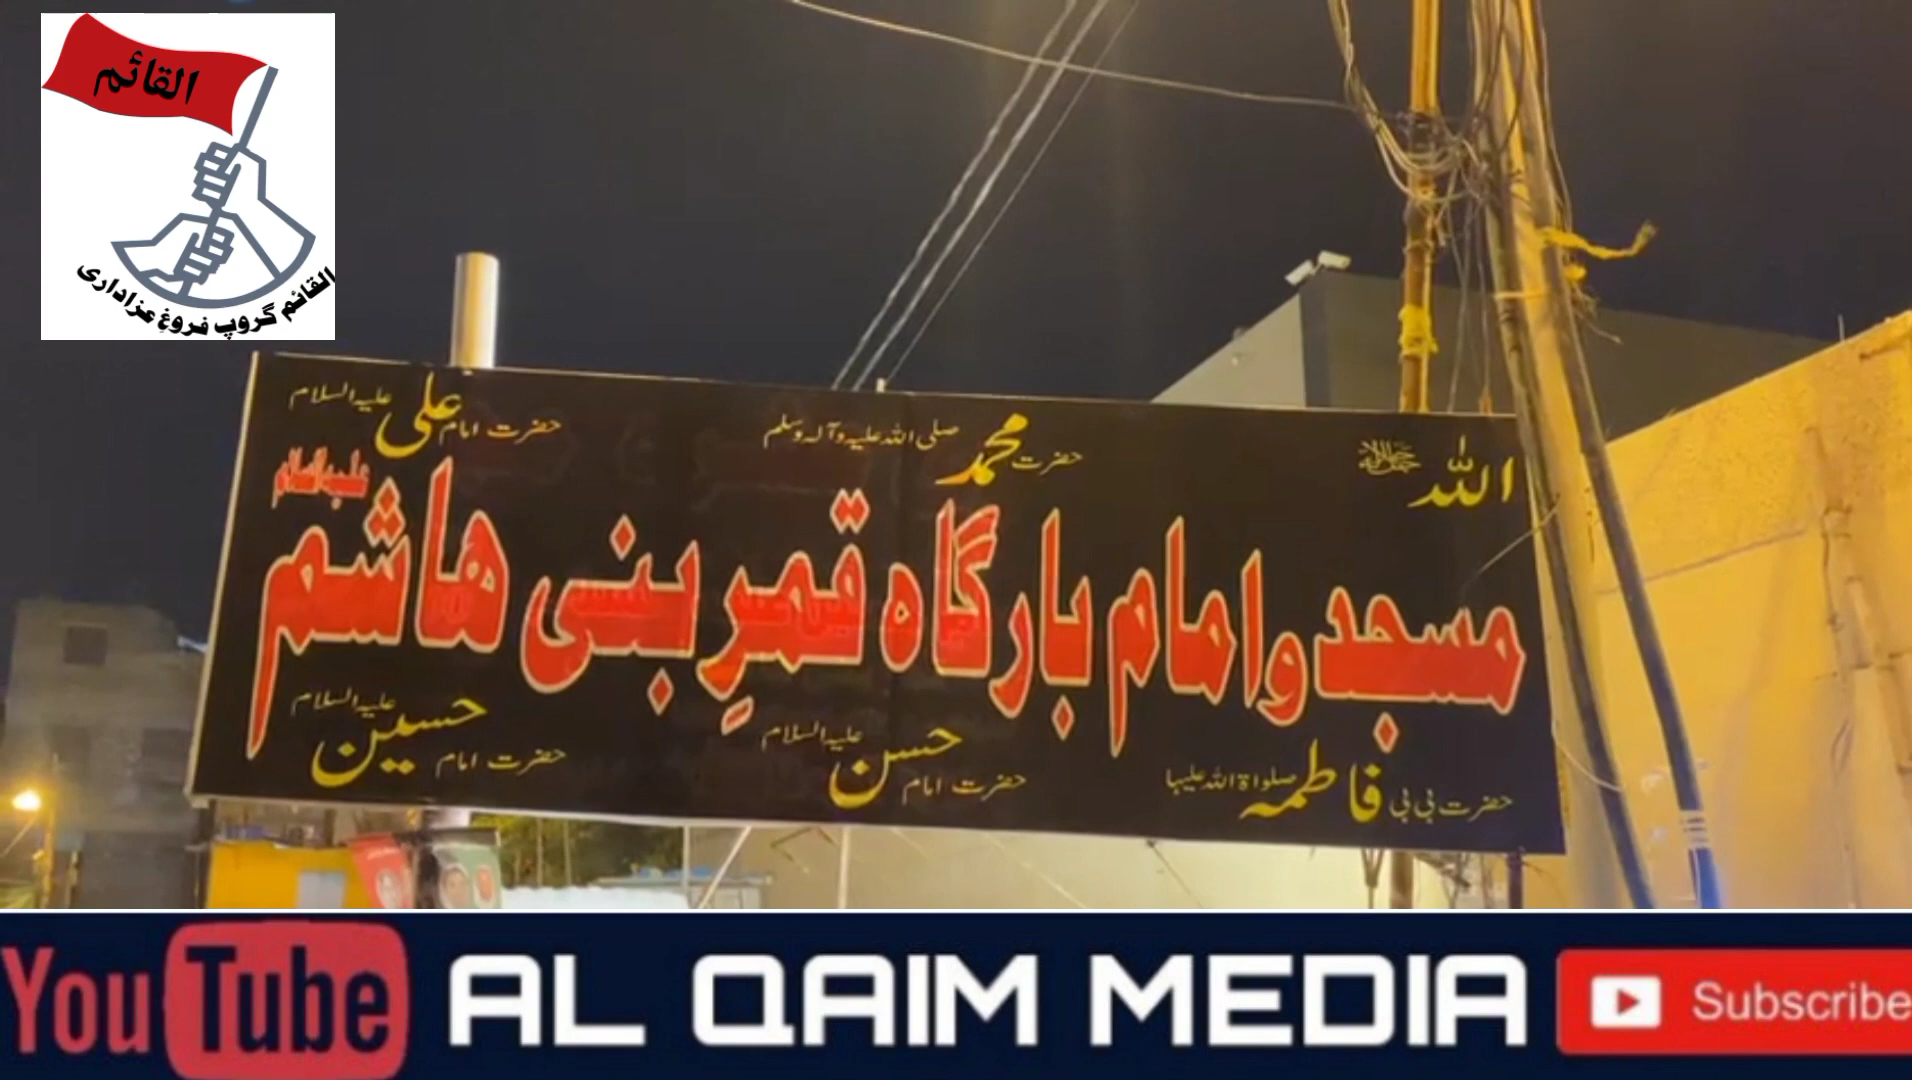 القائم
القائم گروپ فروغِ عزاداری
اللہ جل جلالہ
حضرت محمد صلی اللہ علیہ وآلہ وسلم
حضرت امام علی علیہ السلام
مسجد و امام بارگاہ قمرِ بنی ھاشم علیہ السلام
حضرت بی بی فاطمہ صلواۃ اللہ علیہا
حضرت امام حسن علیہ السلام
حضرت امام حسین علیہ السلام
YouTube AL QAIM MEDIA Subscribe